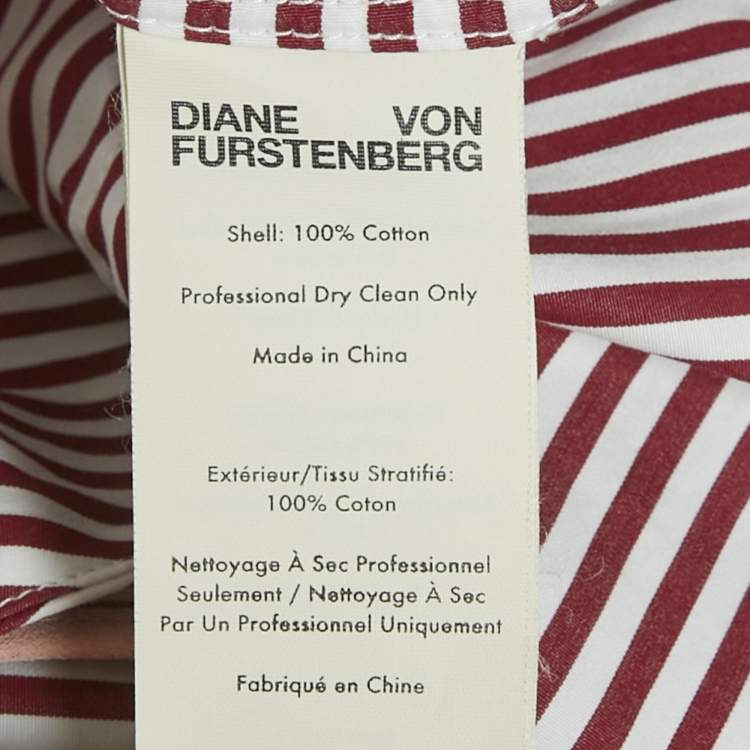 DIANE VON
FURSTENBERG
Shell: 100% Cotton
Professional Dry Clean Only
Made in China
Extérieur/Tissu Stratifié:
100% Coton
Nettoyage À Sec Professionnel
Seulement / Nettoyage À Sec
Par Un Professionnel Uniquement
Fabriqué en Chine